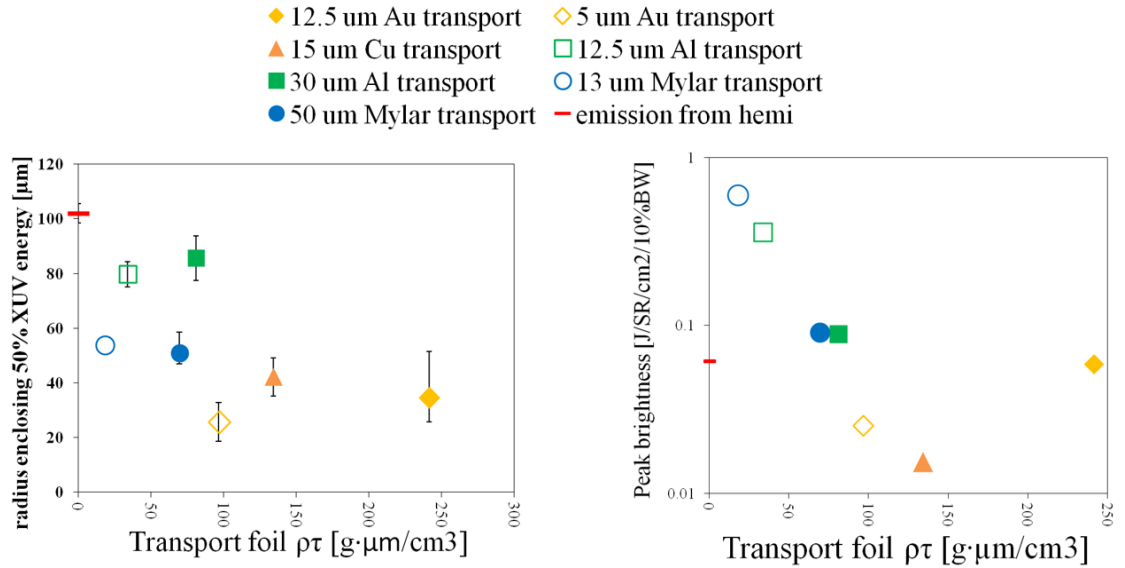 12.5 um Au transport
5 um Au transport
15 um Cu transport
12.5 um Al transport
30 um Al transport
13 um Mylar transport
50 um Mylar transport
emission from hemi
radius enclosing 50% XUV energy [μm]
120
100
80
60
40
20
0
0
50
100
150
200
250
300
Transport foil ρτ [g·μm/cm3]
Peak brightness [J/SR/cm2/10%BW]
1
0.1
0.01
0
50
100
150
200
250
Transport foil ρτ [g·μm/cm3]